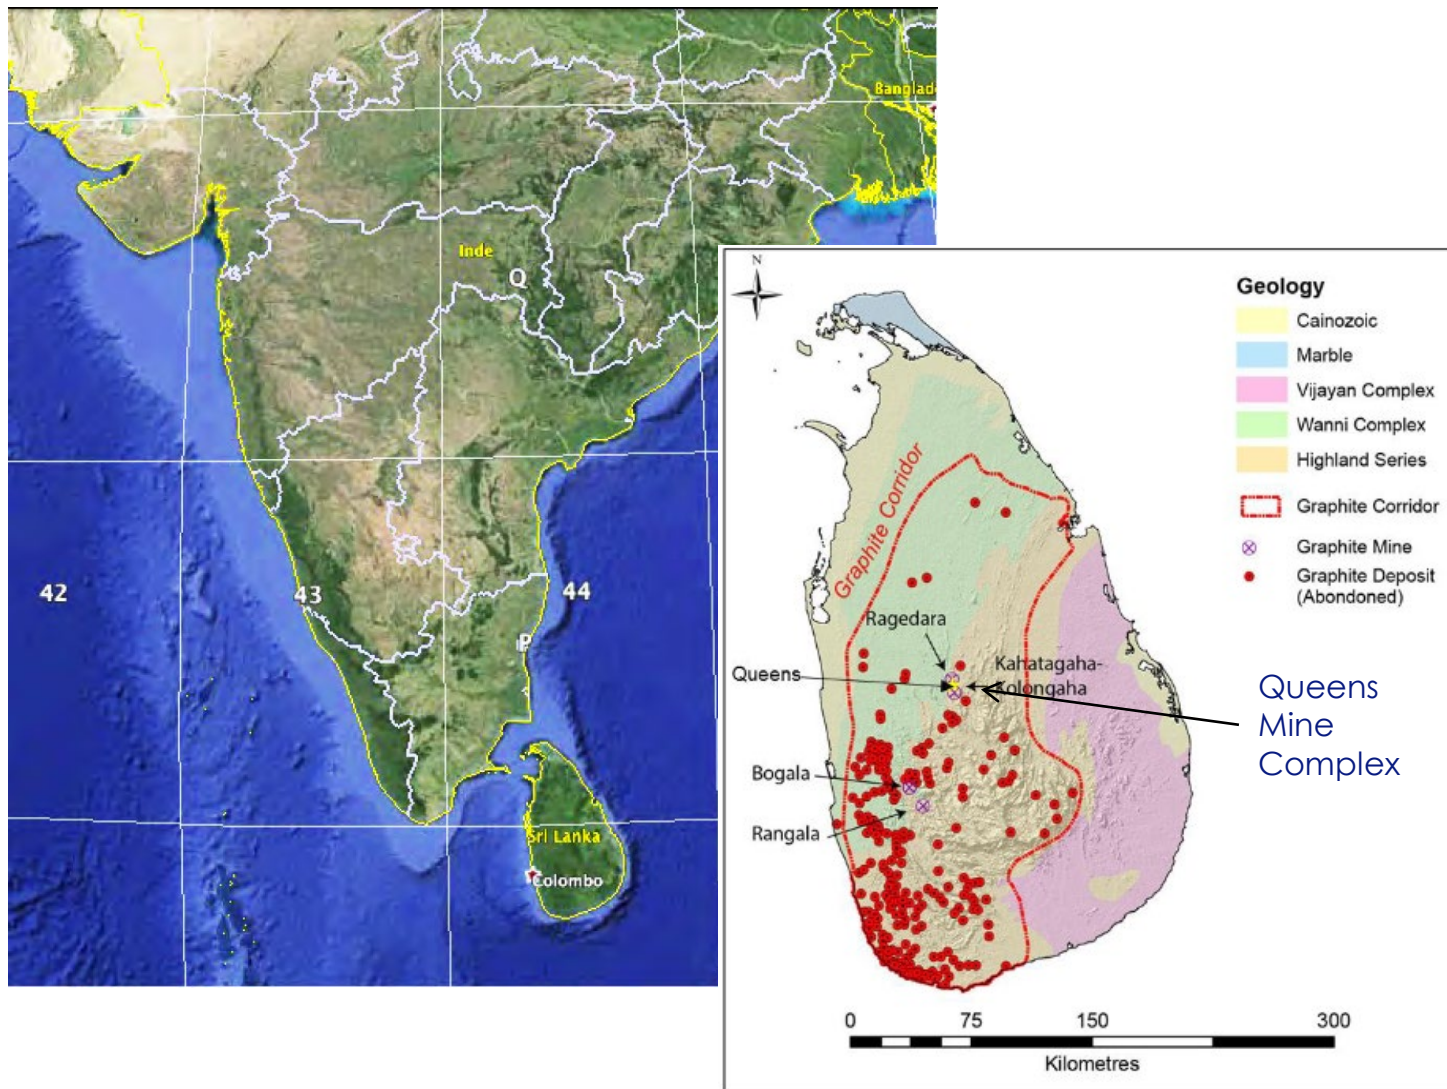 Banglad
Inde
Q
42
43
44
P
Sri Lanka
Colombo
N
Geology
Cainozoic
Marble
Vijayan Complex
Wanni Complex
Highland Series
Graphite Corridor
Graphite Mine
Graphite Deposit
(Abondoned)
Graphite Corridor
Ragedara
Queens
Kahatagaha-
Kolongaha
Bogala
Rangala
Queens
Mine
Complex
0 75 150 300
Kilometres